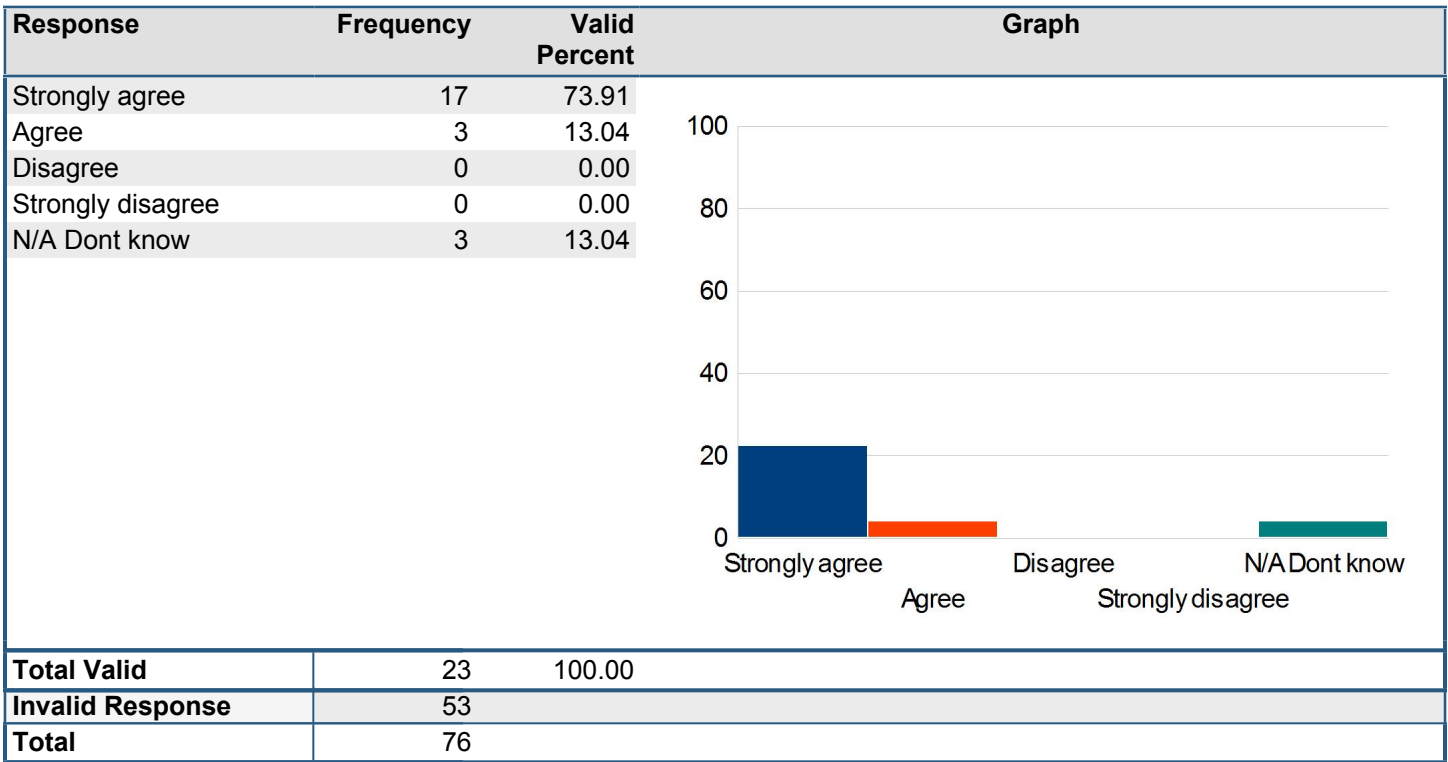 Response Frequency Valid Percent Graph
Strongly agree 17 73.91
Agree 3 13.04
Disagree 0 0.00
Strongly disagree 0 0.00
N/A Dont know 3 13.04
100
80
60
40
20
0
Strongly agree Disagree N/A Dont know
Agree Strongly disagree
Total Valid 23 100.00
Invalid Response 53
Total 76